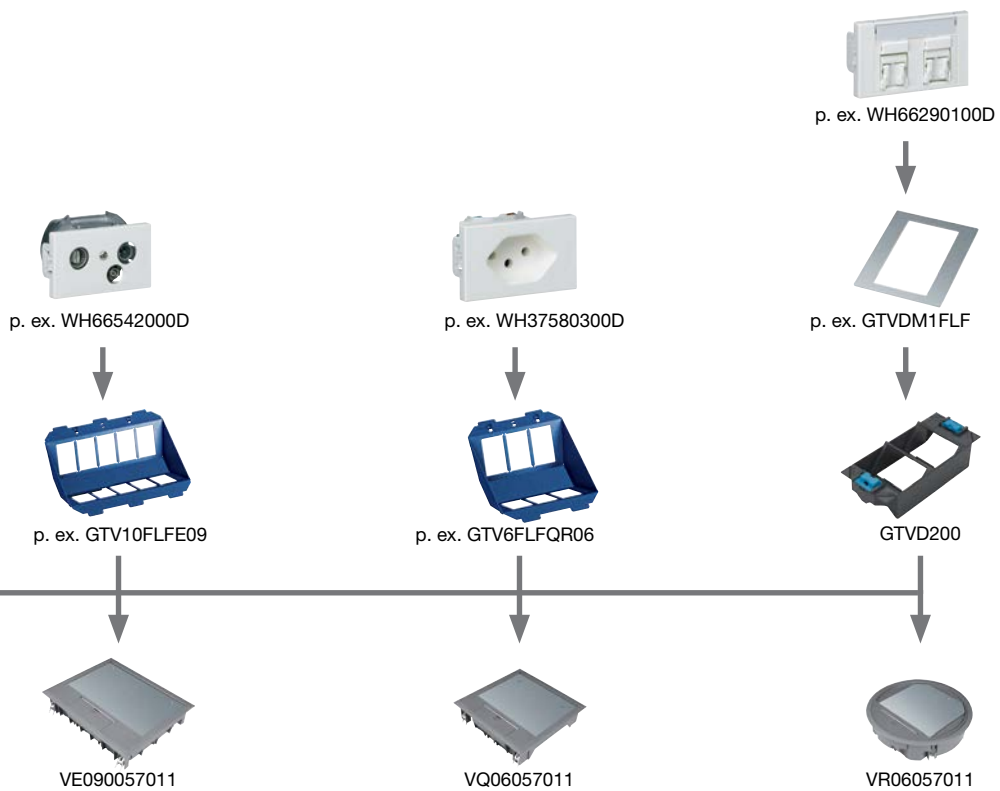 p. ex. WH66290100D
p. ex. WH66542000D
p. ex. WH37580300D
p. ex. GTVDM1FLF
p. ex. GTV10FLFE09
p. ex. GTV6FLFQR06
GTVD200
VE090057011
VQ06057011
VR06057011